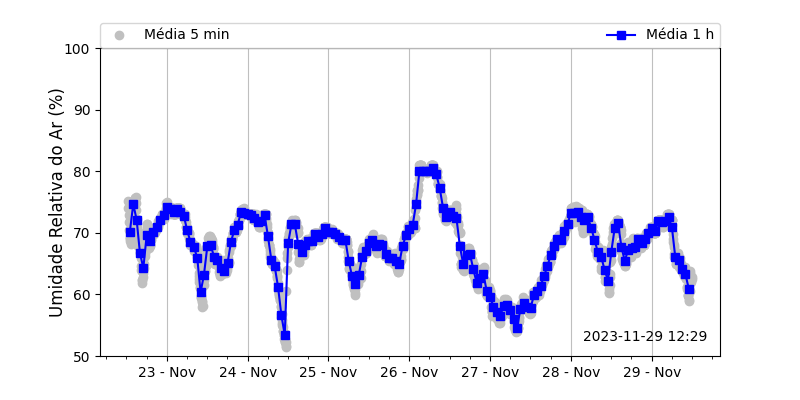 Média 5 min
Média 1 h
Umidade Relativa do Ar (%)
100
90
80
70
60
50
2023-11-29 12:29
23 - Nov
24 - Nov
25 - Nov
26 - Nov
27 - Nov
28 - Nov
29 - Nov